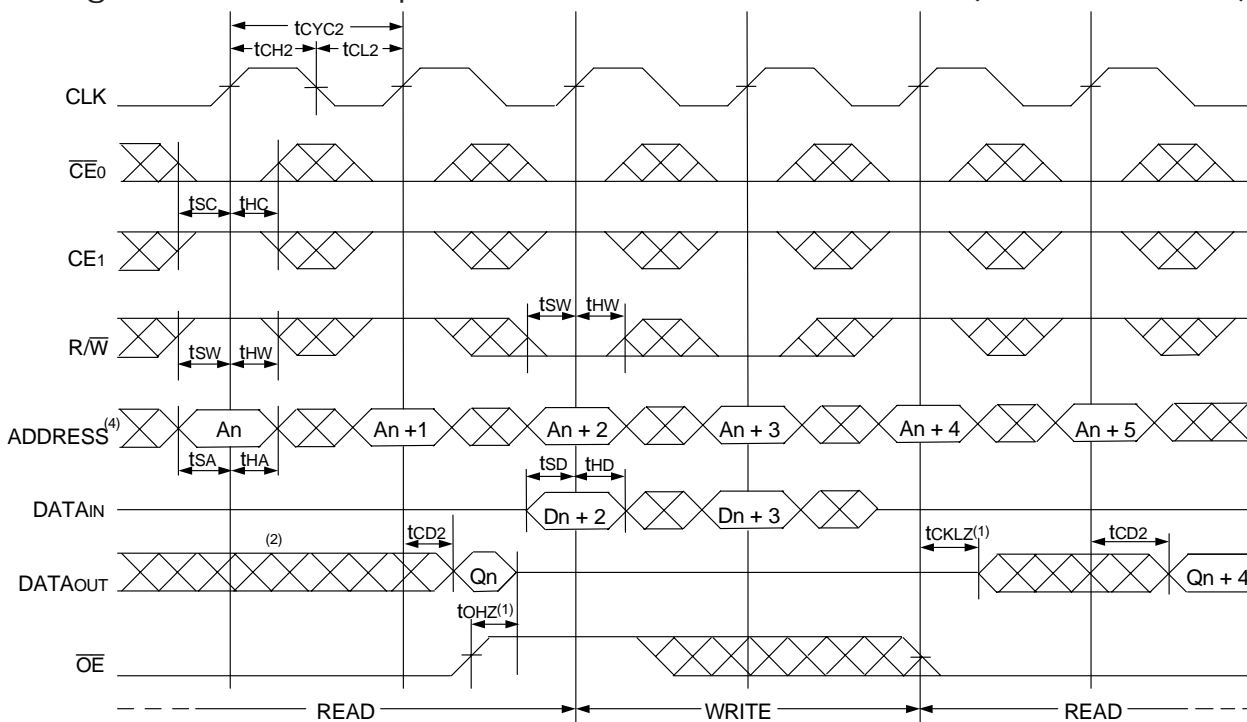 tCYC2
tCH2 tCL2
CLK
CE0
tSC tHC
CE1
tSW tHW
R/W
tSW tHW
ADDRESS(4) An An +1 An + 2 An + 3 An + 4 An + 5
tSA tHA
tSD tHD
DATAIN Dn + 2 Dn + 3
(2) tCD2 tCKLZ(1) tCD2
DATAOUT Qn Qn + 4
tOHZ(1)
OE
READ WRITE READ